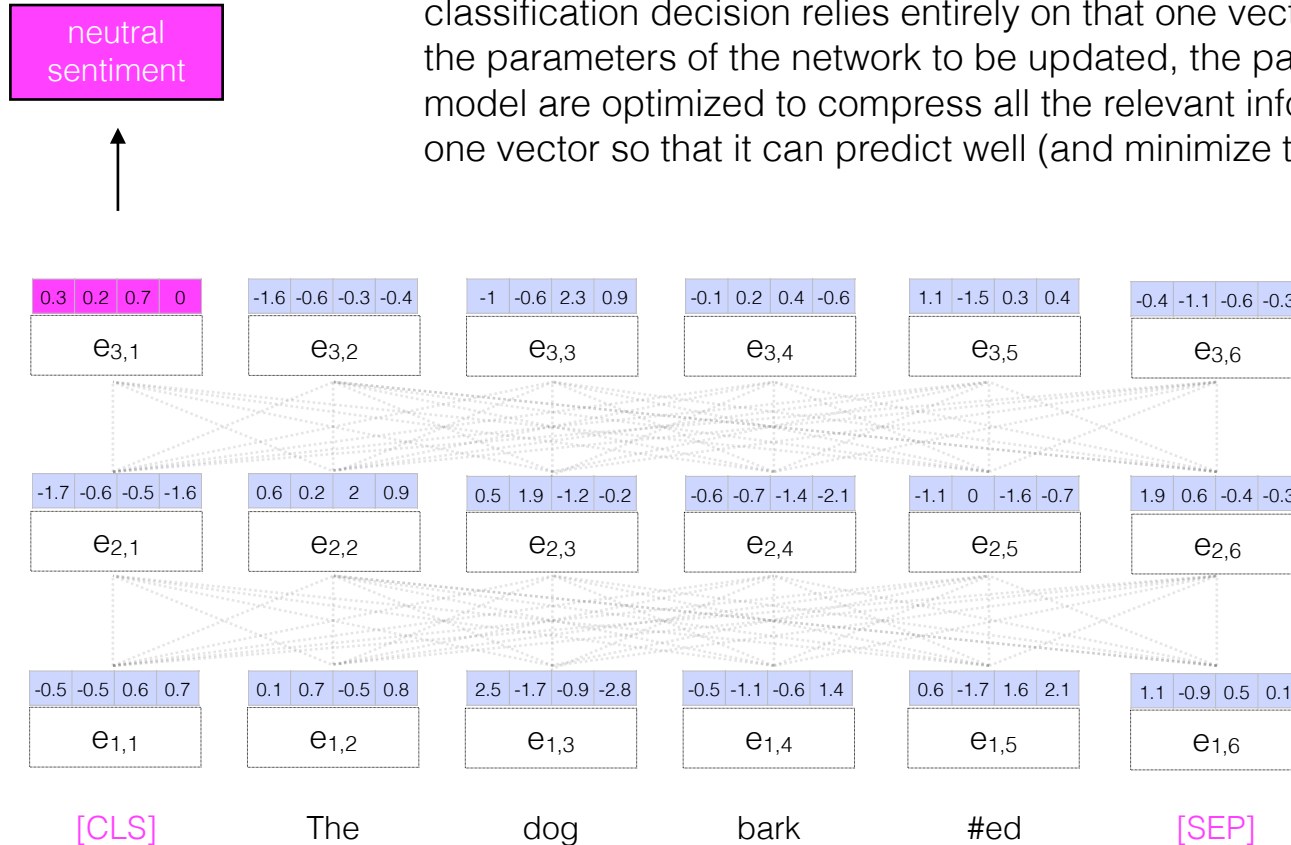 classification decision relies entirely on that one vect
neutral
sentiment
the parameters of the network to be updated, the pa
model are optimized to compress all the relevant info
one vector so that it can predict well (and minimize t
0.3 0.2 0.7 0 -1.6 -0.6 -0.3 -0.4 -1 -0.6 2.3 0.9 -0.1 0.2 0.4 -0.6 1.1 -1.5 0.3 0.4 -0.4 -1.1 -0.6 -0.3
e3,1 e3,2 e3,3 e3,4 e3,5 e3,6
-1.7 -0.6 -0.5 -1.6 0.6 0.2 2 0.9 0.5 1.9 -1.2 -0.2 -0.6 -0.7 -1.4 -2.1 -1.1 0 -1.6 -0.7 1.9 0.6 -0.4 -0.3
e2,1 e2,2 e2,3 e2,4 e2,5 e2,6
-0.5 -0.5 0.6 0.7 0.1 0.7 -0.5 0.8 2.5 -1.7 -0.9 -2.8 -0.5 -1.1 -0.6 1.4 0.6 -1.7 1.6 2.1 1.1 -0.9 0.5 0.1
e1,1 e1,2 e1,3 e1,4 e1,5 e1,6
[CLS] The dog bark #ed [SEP]